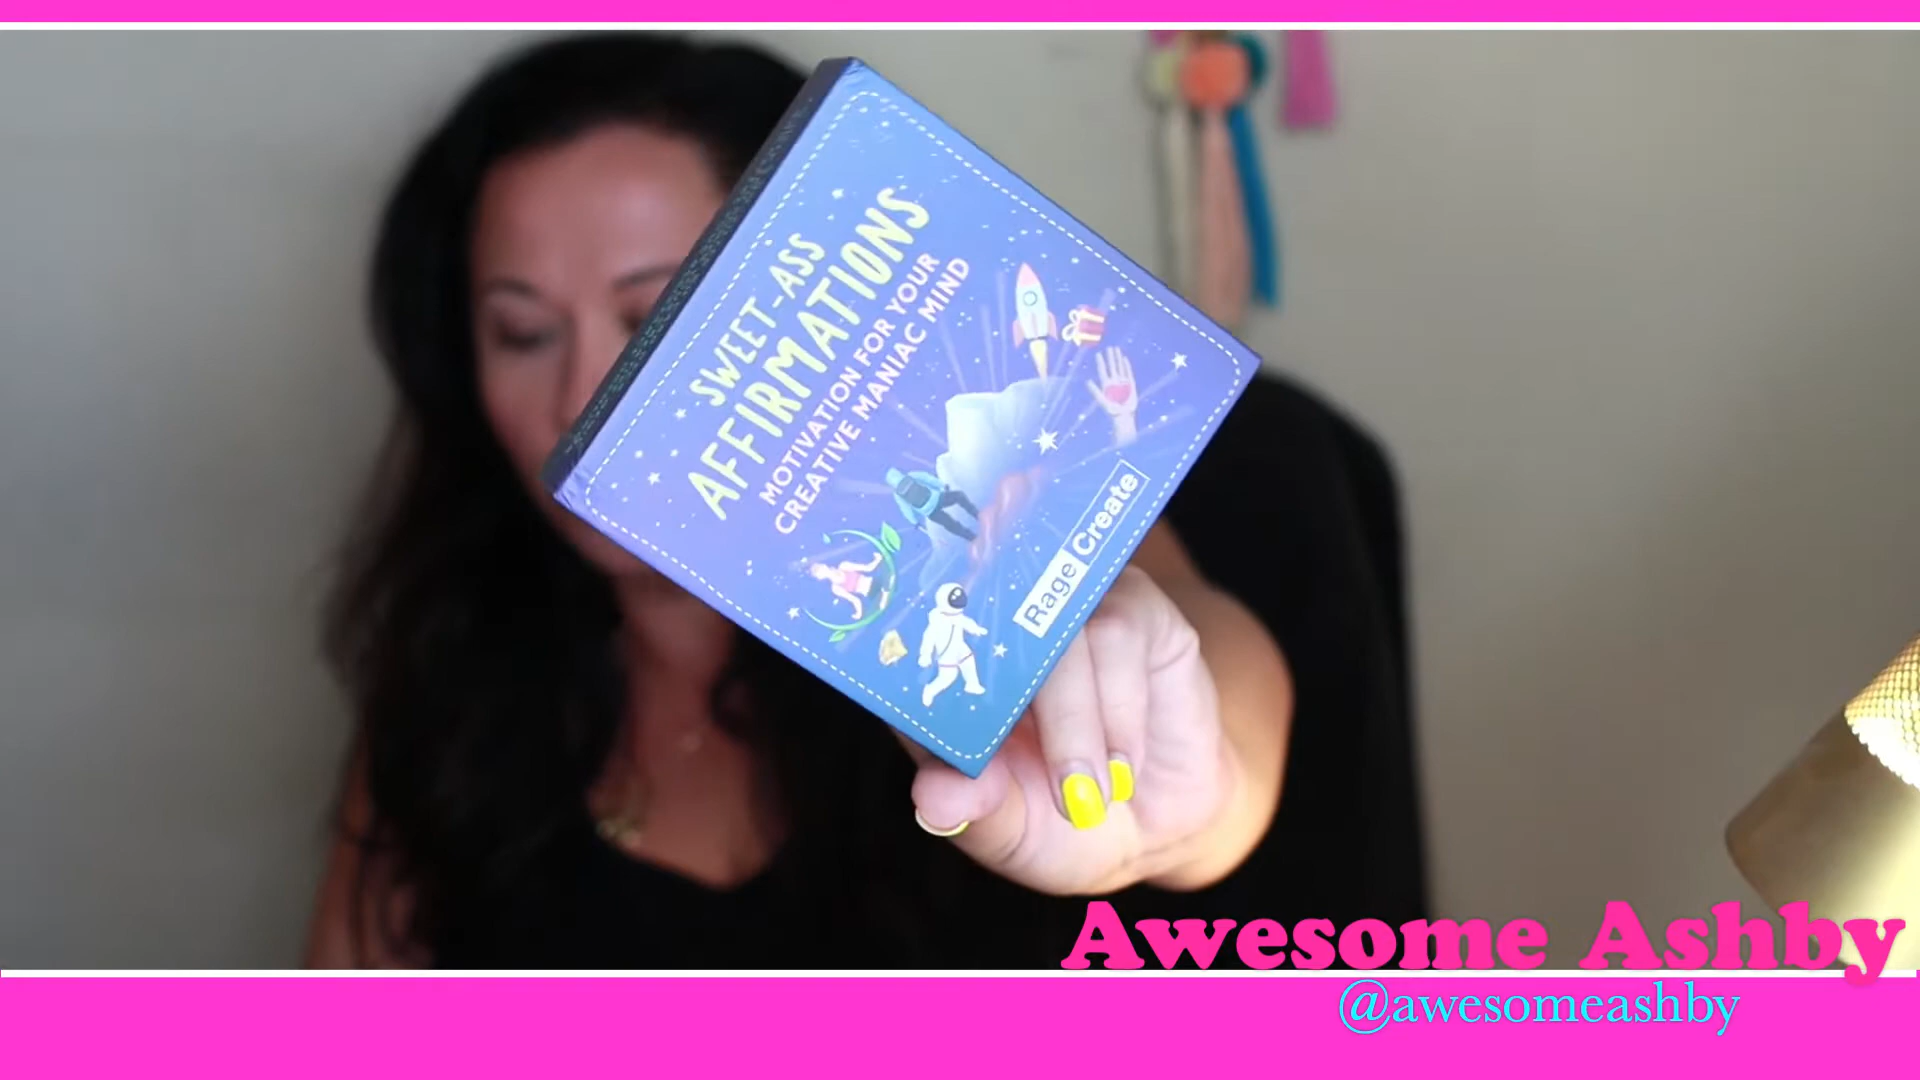 SWEET-ASS
AFFIRMATIONS
MOTIVATION FOR YOUR
CREATIVE MANIAC MIND
Rage Create
Awesome Ashby
@awesomeashby